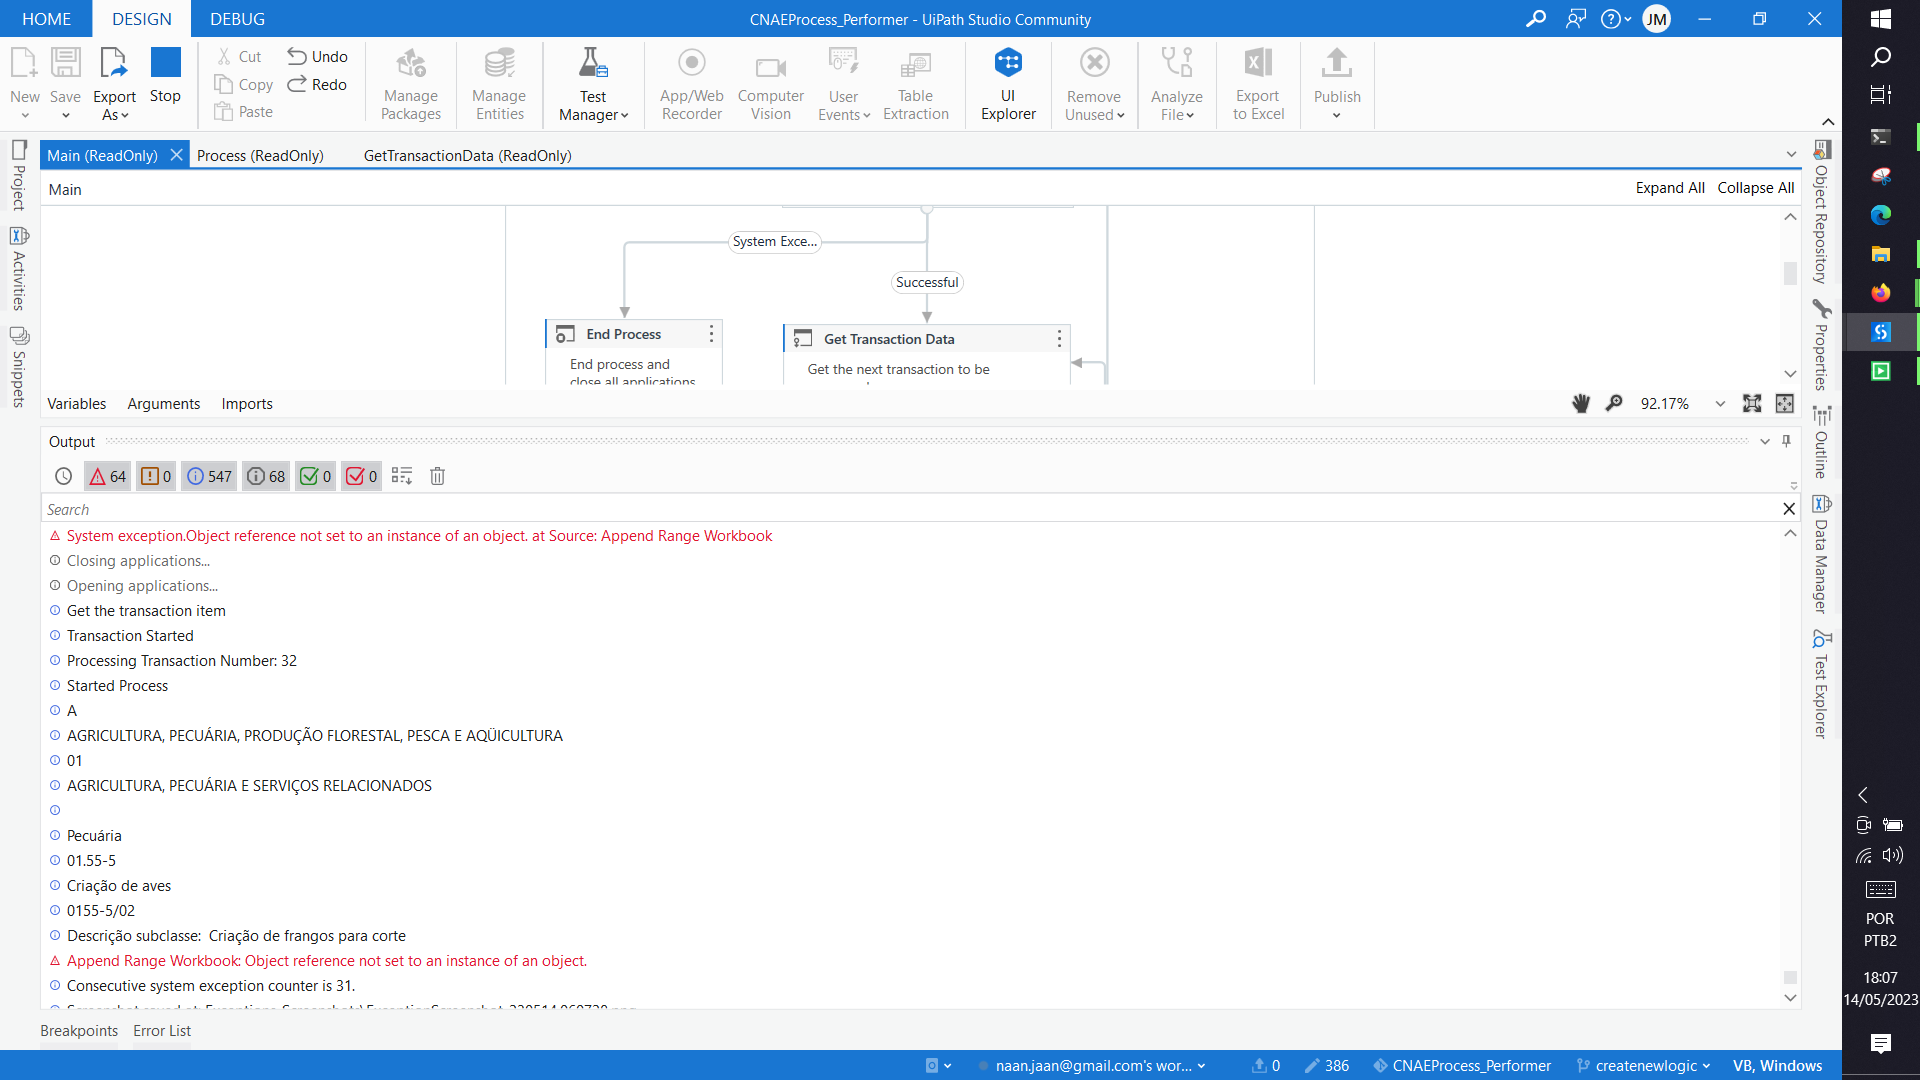 HOME DESIGN DEBUG
CNAEProcess_Performer - UiPath Studio Community
JM
New
Save
Export As
Stop
Cut
Copy
Paste
Undo
Redo
Manage Packages
Manage Entities
Test Manager
App/Web Recorder
Computer Vision
User Events
Table Extraction
UI Explorer
Remove Unused
Analyze File
Export to Excel
Publish
Project
Activities
Snippets
Main (ReadOnly)
Process (ReadOnly)
GetTransactionData (ReadOnly)
Main
Expand All Collapse All
System Exce...
Successful
End Process
End process and
close all applications
Get Transaction Data
Get the next transaction to be
Variables Arguments Imports
92.17%
Output
64 0 547 68 0 0
Search
System exception.Object reference not set to an instance of an object. at Source: Append Range Workbook
Closing applications...
Opening applications...
Get the transaction item
Transaction Started
Processing Transaction Number: 32
Started Process
A
AGRICULTURA, PECUÁRIA, PRODUÇÃO FLORESTAL, PESCA E AQÜICULTURA
01
AGRICULTURA, PECUÁRIA E SERVIÇOS RELACIONADOS
Pecuária
01.55-5
Criação de aves
0155-5/02
Descrição subclasse:  Criação de frangos para corte
Append Range Workbook: Object reference not set to an instance of an object.
Consecutive system exception counter is 31.
Breakpoints Error List
naan.jaan@gmail.com's wor...
0
386
CNAEProcess_Performer
createnewlogic
VB, Windows
Object Repository
Properties
Outline
Data Manager
Test Explorer
POR
PTB2
18:07
14/05/2023